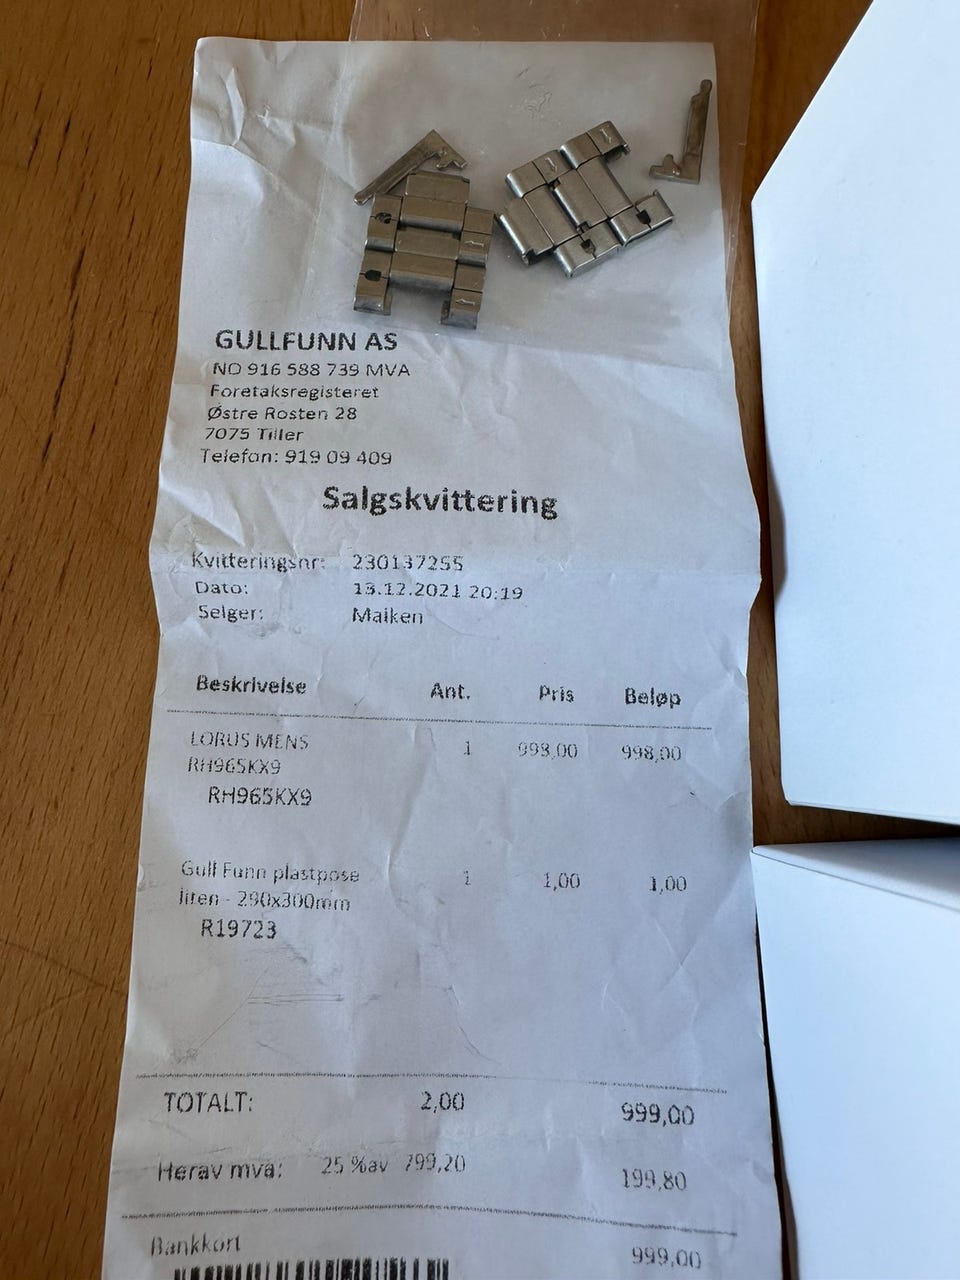 GULLFUNN AS
NO 916 588 739 MVA
Foretaksregisteret
Østre Rosten 28
7075 Tiller
Telefon: 919 09 409
Salgskvittering
Kvitteringsnr: 230137255
Dato: 13.12.2021 20:19
Selger: Maiken
Beskrivelse Ant. Pris Beløp
LORUS MENS 1 998,00 998,00
RH965KX9
RH965KX9
Gull Funn plastpose 1 1,00 1,00
liten - 290x300mm
R19723
TOTALT: 2,00 999,00
Herav mva: 25 %av 799,20 199,80
Bankkort 999,00